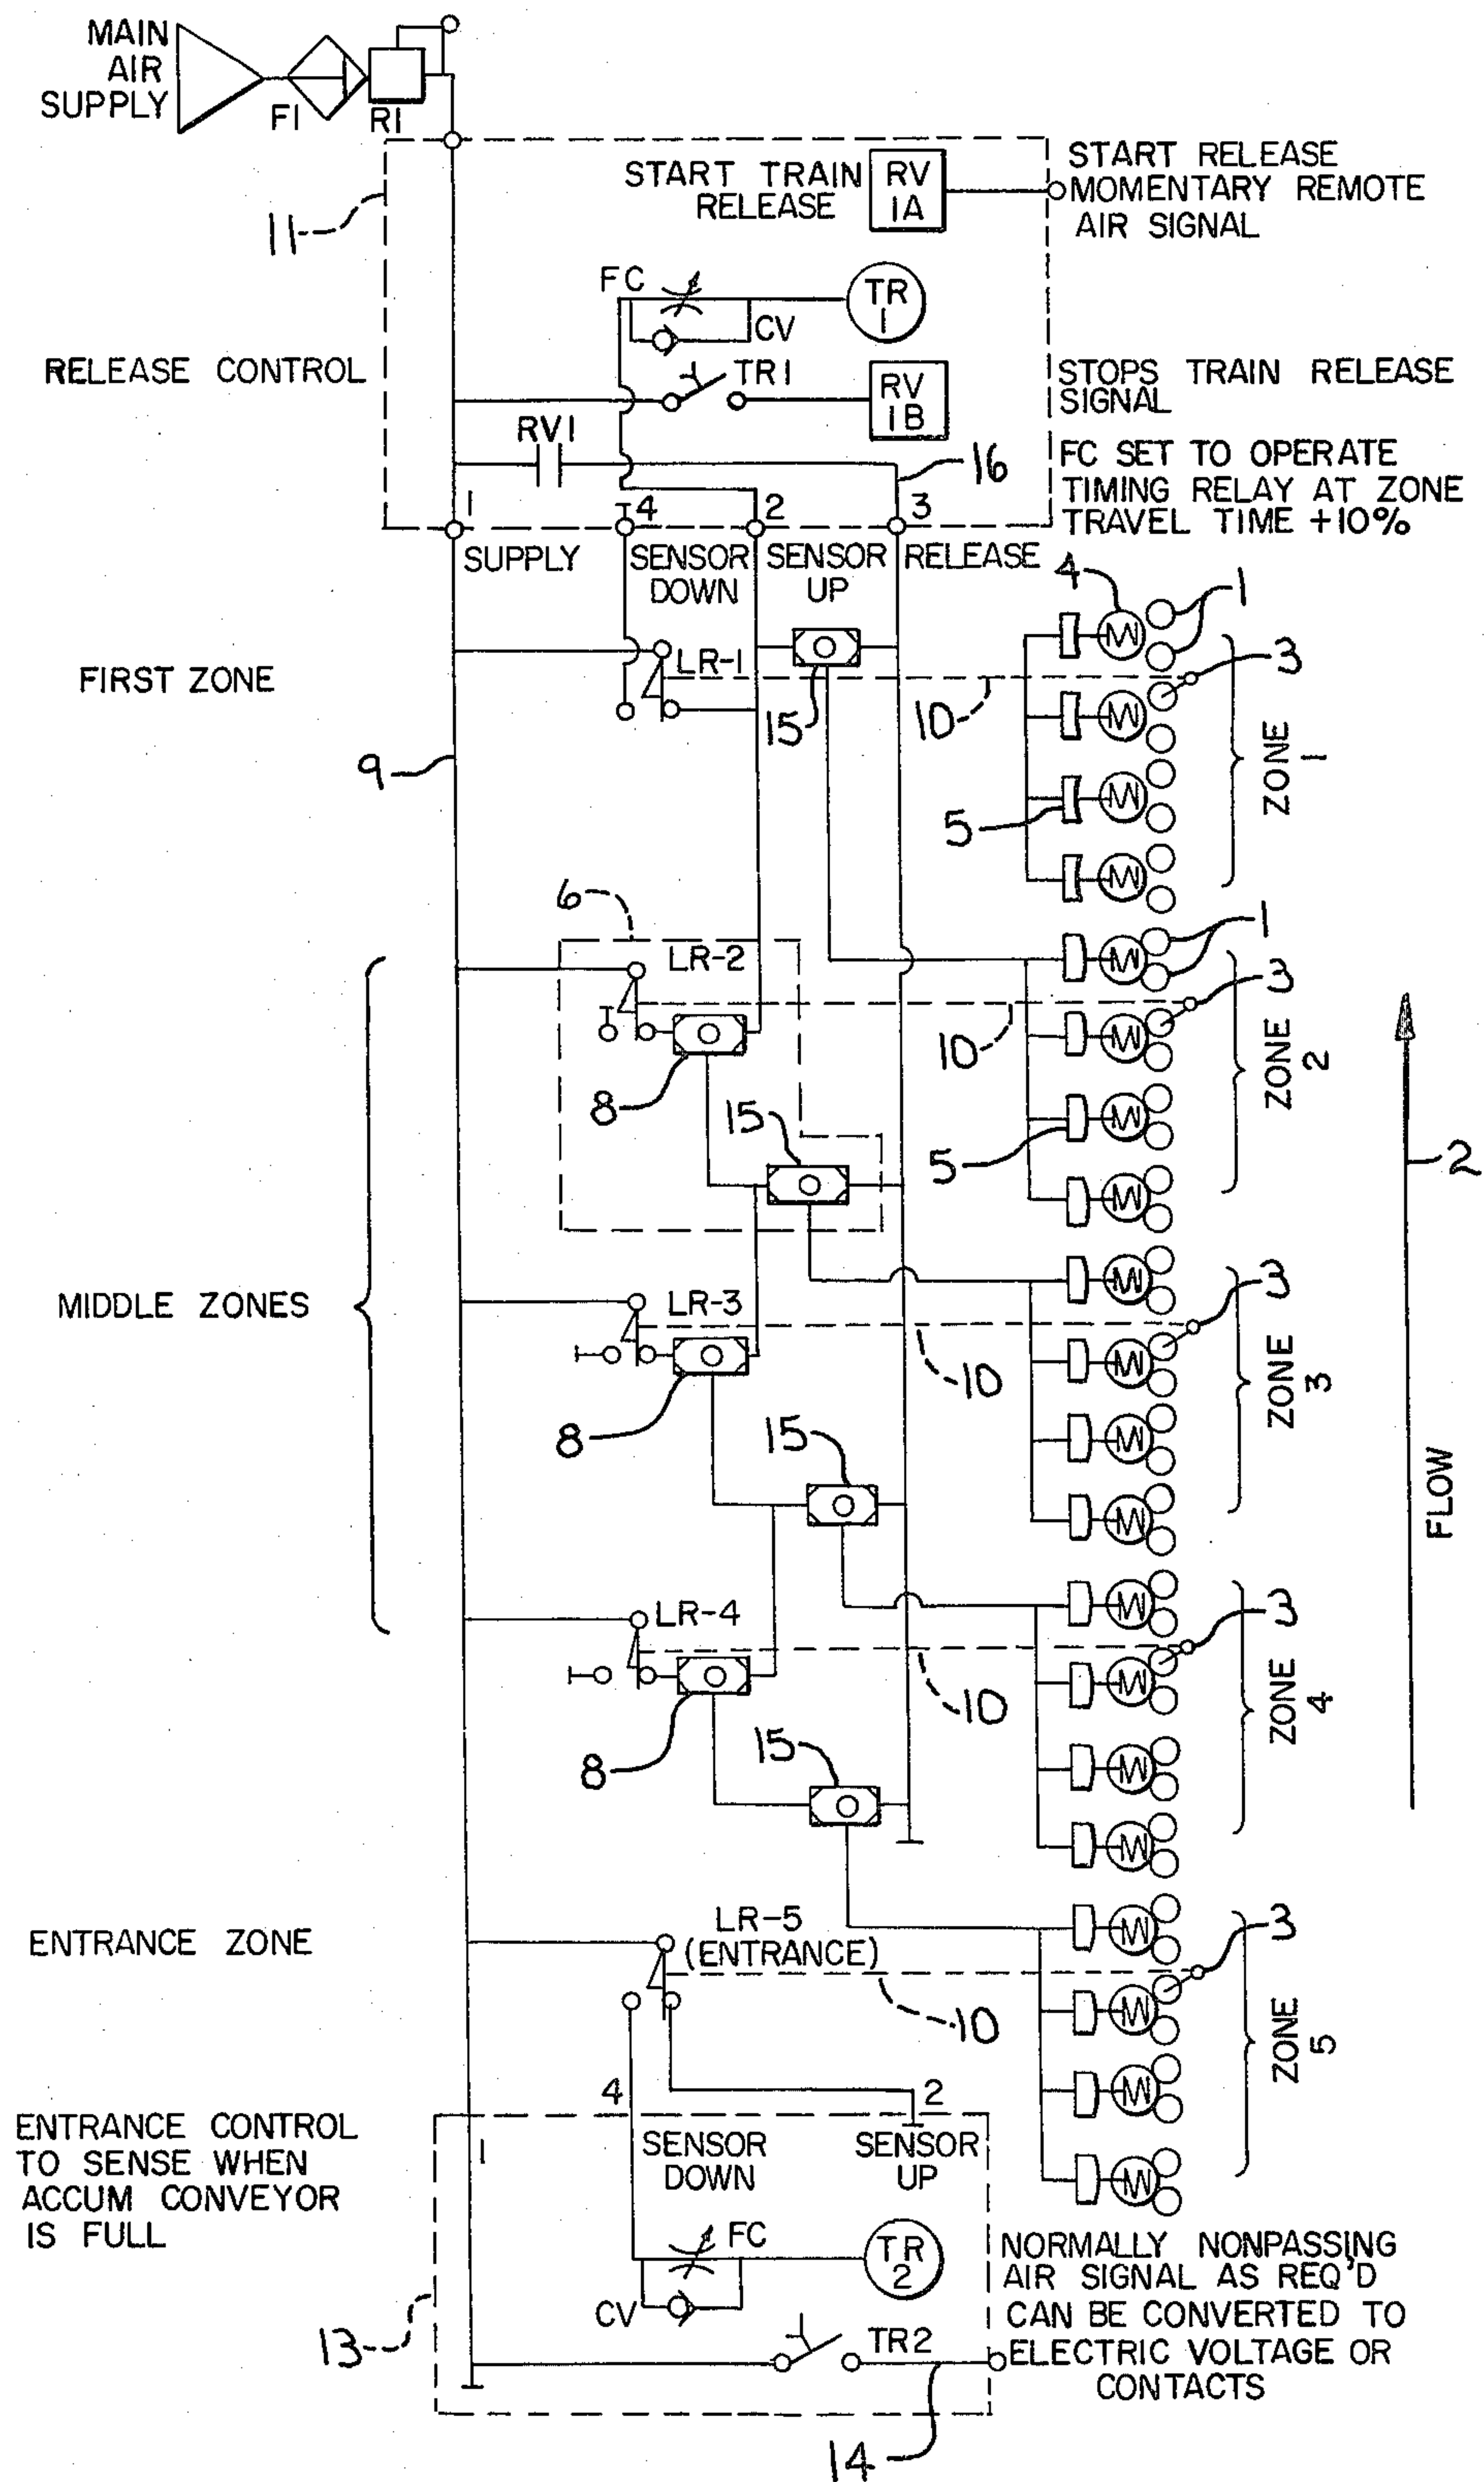 MAIN
AIR
SUPPLY
F1
R1
11
START TRAIN
RELEASE
RV
1A
START RELEASE
MOMENTARY REMOTE
AIR SIGNAL
FC
CV
TR
1
RELEASE CONTROL
TR1
RV
1B
STOPS TRAIN RELEASE
SIGNAL
RV1
16
FC SET TO OPERATE
TIMING RELAY AT ZONE
TRAVEL TIME +10%
1
4
2
3
SUPPLY
SENSOR
DOWN
SENSOR
UP
RELEASE
4
1
FIRST ZONE
LR-1
15
10
3
9
5
ZONE
1
6
LR-2
1
3
8
10
15
5
ZONE
2
2
MIDDLE ZONES
LR-3
3
8
10
15
ZONE
3
FLOW
LR-4
3
8
10
15
ZONE
4
ENTRANCE ZONE
LR-5
(ENTRANCE)
3
10
ZONE
5
4
2
ENTRANCE CONTROL
TO SENSE WHEN
ACCUM CONVEYOR
IS FULL
1
SENSOR
DOWN
SENSOR
UP
FC
TR
2
CV
13
TR2
14
NORMALLY NONPASSING
AIR SIGNAL AS REQ'D
CAN BE CONVERTED TO
ELECTRIC VOLTAGE OR
CONTACTS